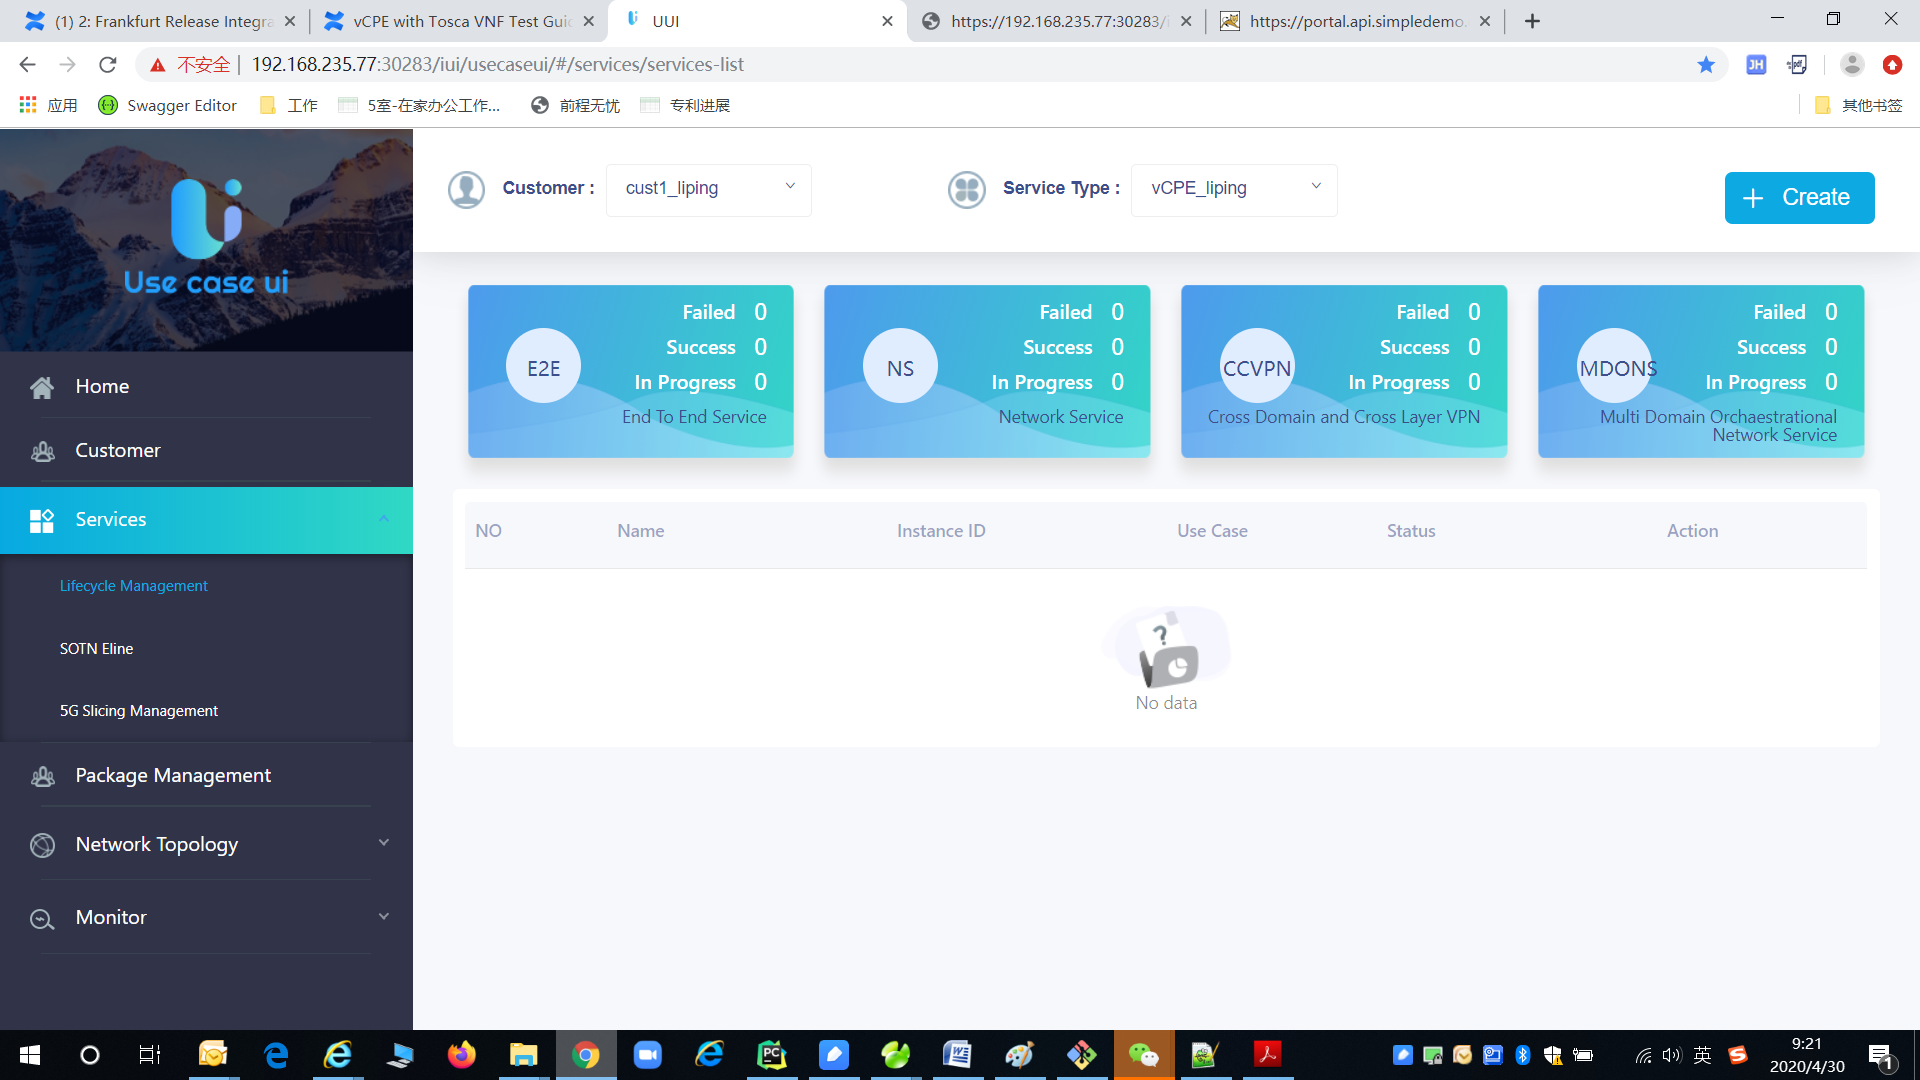 (1) 2: Frankfurt Release Integra
vCPE with Tosca VNF Test Guid
UUI
https://192.168.235.77:30283/i
https://portal.api.simpledemo.
不安全 | 192.168.235.77:30283/iui/usecaseui/#/services/services-list
JH
pdf
应用
Swagger Editor
工作
5室-在家办公工作...
前程无忧
专利进展
其他书签
Use case ui
Home
Customer
Services
Lifecycle Management
SOTN Eline
5G Slicing Management
Package Management
Network Topology
Monitor
Customer : cust1_liping
Service Type : vCPE_liping
+ Create
E2E
Failed 0
Success 0
In Progress 0
End To End Service
NS
Failed 0
Success 0
In Progress 0
Network Service
CCVPN
Failed 0
Success 0
In Progress 0
Cross Domain and Cross Layer VPN
MDONS
Failed 0
Success 0
In Progress 0
Multi Domain Orchaestrational
Network Service
NO Name Instance ID Use Case Status Action
?
No data
PC
英
9:21
2020/4/30
1